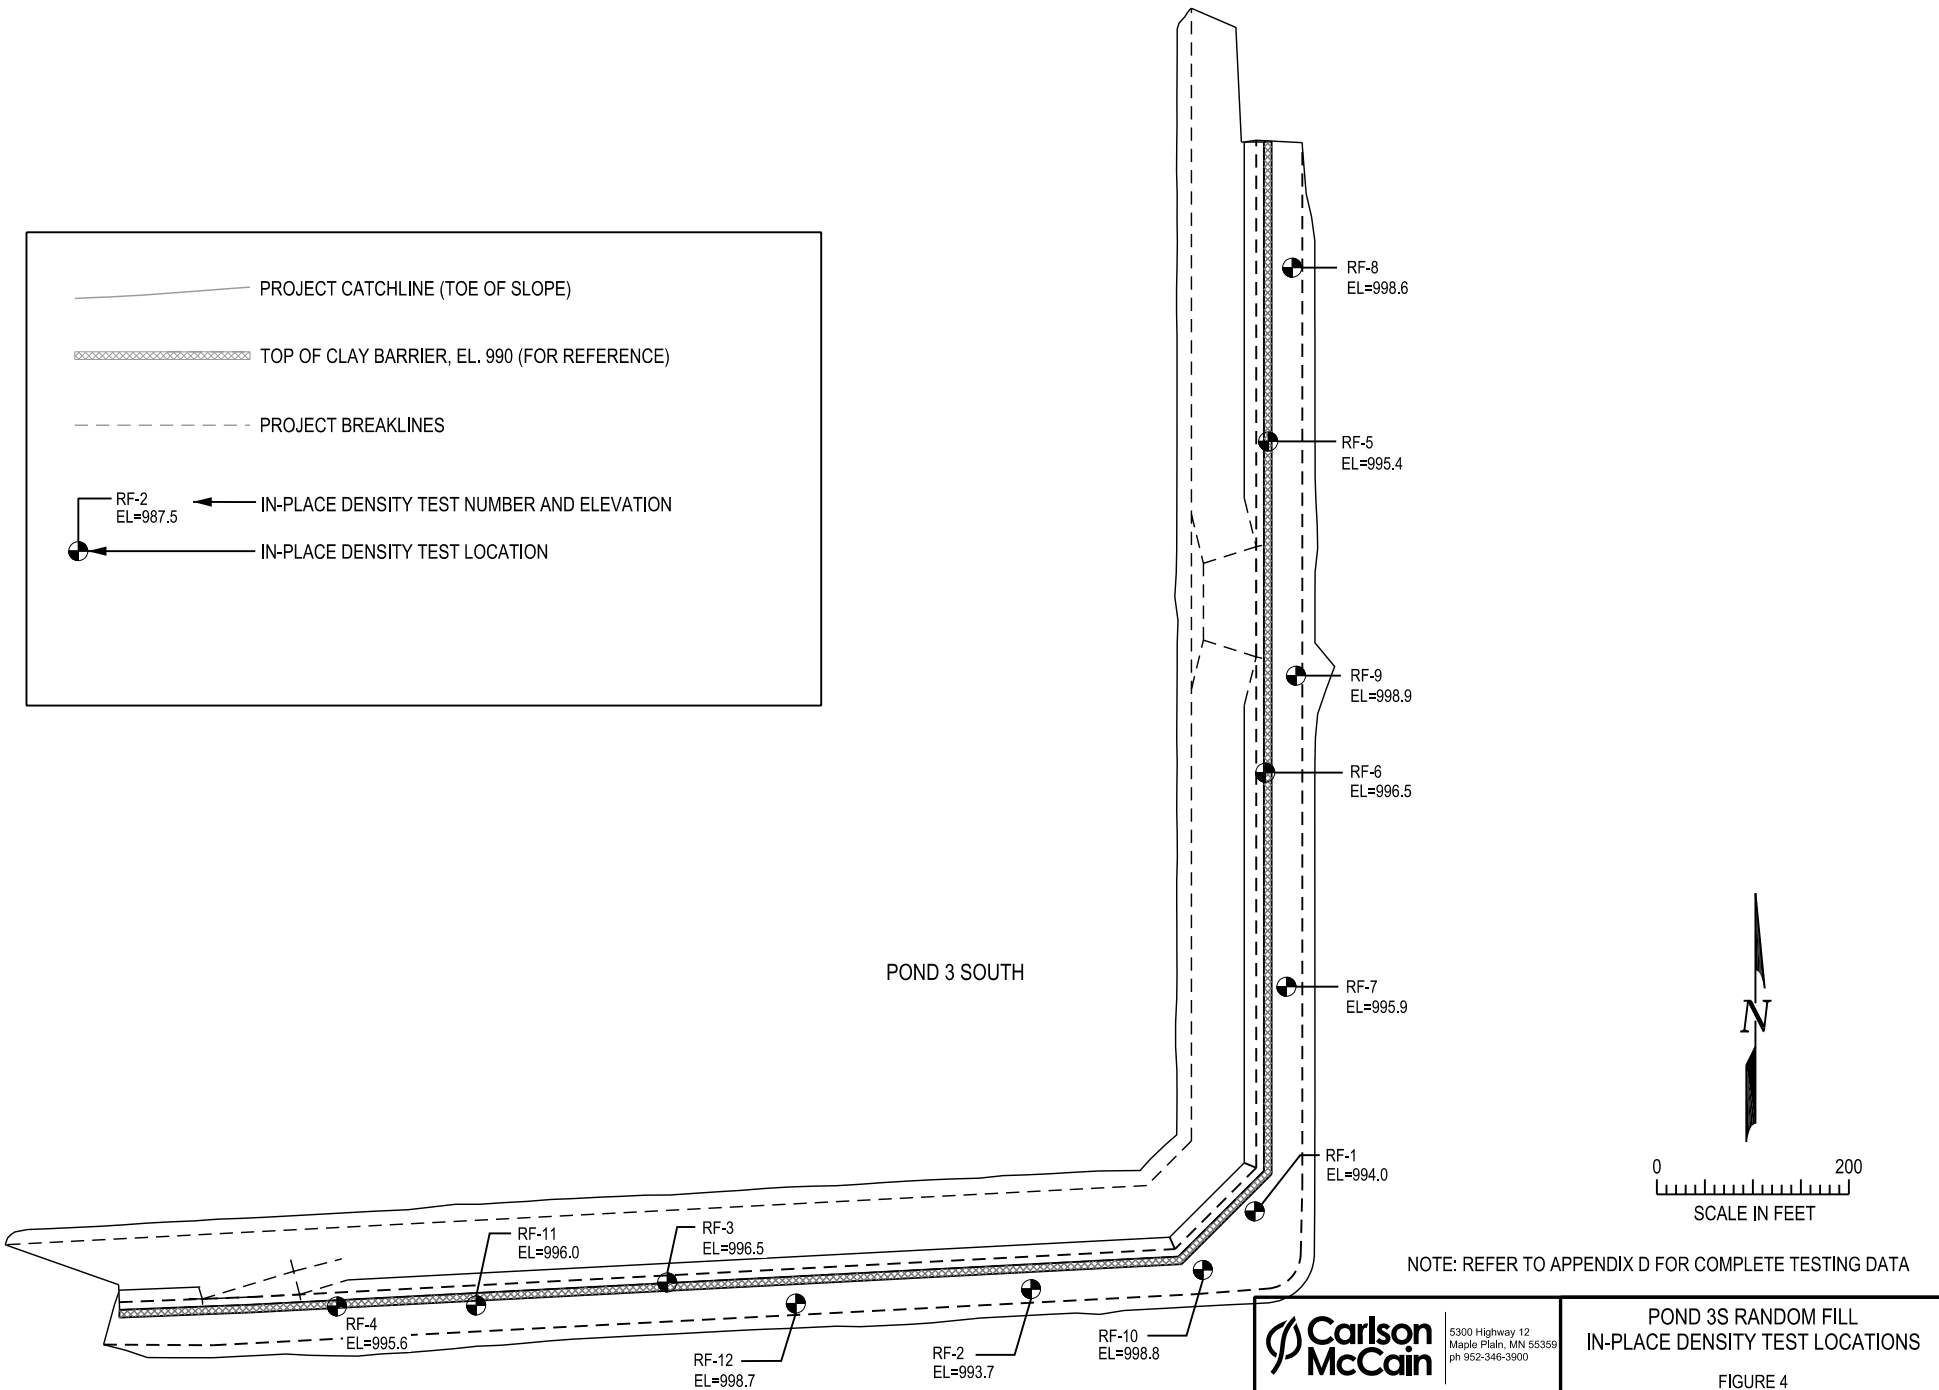 PROJECT CATCHLINE (TOE OF SLOPE)
TOP OF CLAY BARRIER, EL. 990 (FOR REFERENCE)
PROJECT BREAKLINES
RF-2
EL=987.5
IN-PLACE DENSITY TEST NUMBER AND ELEVATION
IN-PLACE DENSITY TEST LOCATION
RF-8
EL=998.6
RF-5
EL=995.4
RF-9
EL=998.9
RF-6
EL=996.5
POND 3 SOUTH
RF-7
EL=995.9
N
RF-1
EL=994.0
0 200
SCALE IN FEET
RF-11
EL=996.0
RF-3
EL=996.5
RF-4
EL=995.6
RF-12
EL=998.7
RF-2
EL=993.7
RF-10
EL=998.8
NOTE: REFER TO APPENDIX D FOR COMPLETE TESTING DATA
Carlson
McCain
5300 Highway 12
Maple Plain, MN 55359
ph 952-346-3900
POND 3S RANDOM FILL
IN-PLACE DENSITY TEST LOCATIONS
FIGURE 4